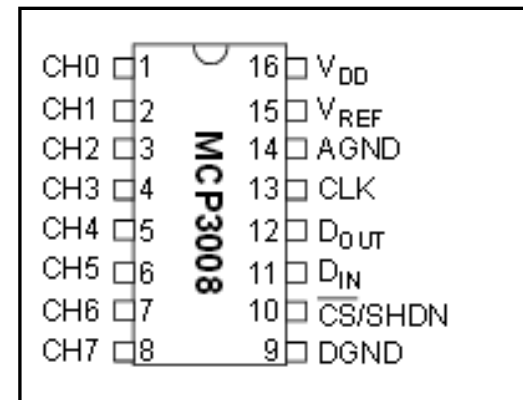 CH0 1 16 VDD
CH1 2 15 VREF
CH2 3 14 AGND
CH3 4 13 CLK
CH4 5 12 DOUT
CH5 6 11 DIN
CH6 7 10 C̅S̅/SHDN
CH7 8 9 DGND
MCP3008